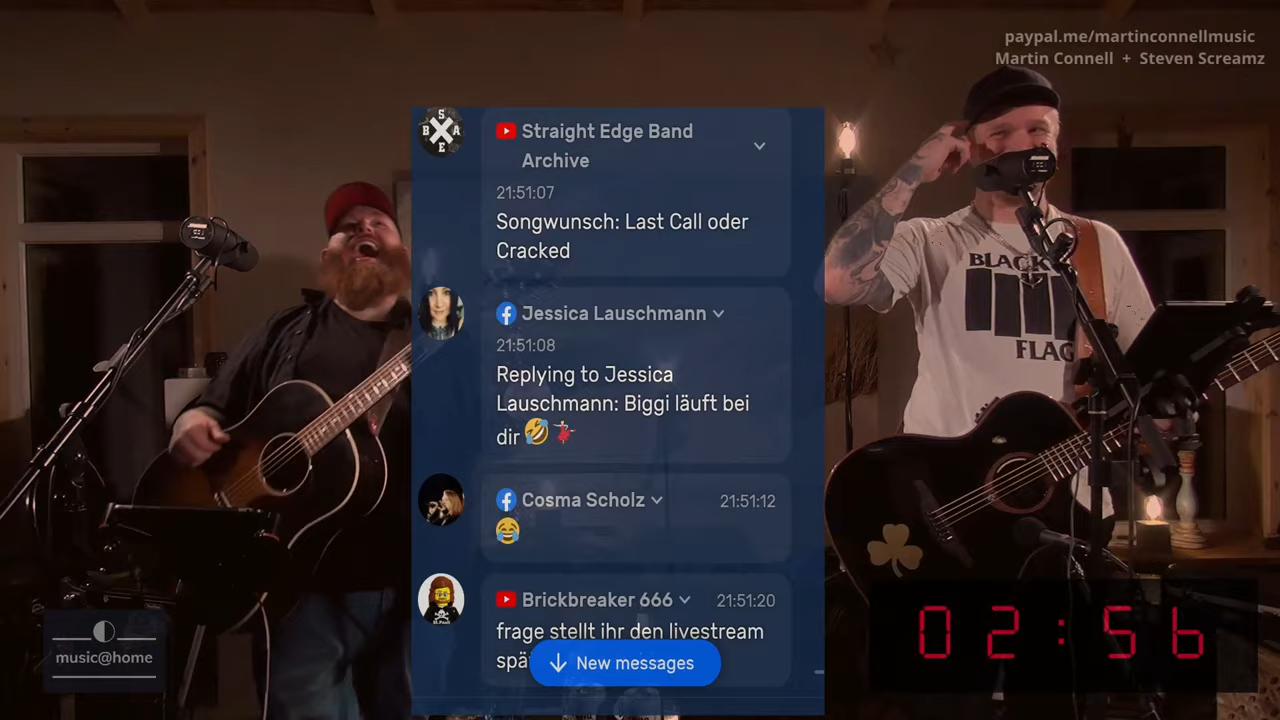 paypal.me/martinconnellmusic
Martin Connell + Steven Screamz
S
B A
E
Straight Edge Band
Archive
21:51:07
Songwunsch: Last Call oder
Cracked
Jessica Lauschmann
21:51:08
Replying to Jessica
Lauschmann: Biggi läuft bei
dir 🤣💃
Cosma Scholz 21:51:12
😂
Brickbreaker 666 21:51:20
frage stellt ihr den livestream
New messages
BLACK
FLAG
music@home
02:56